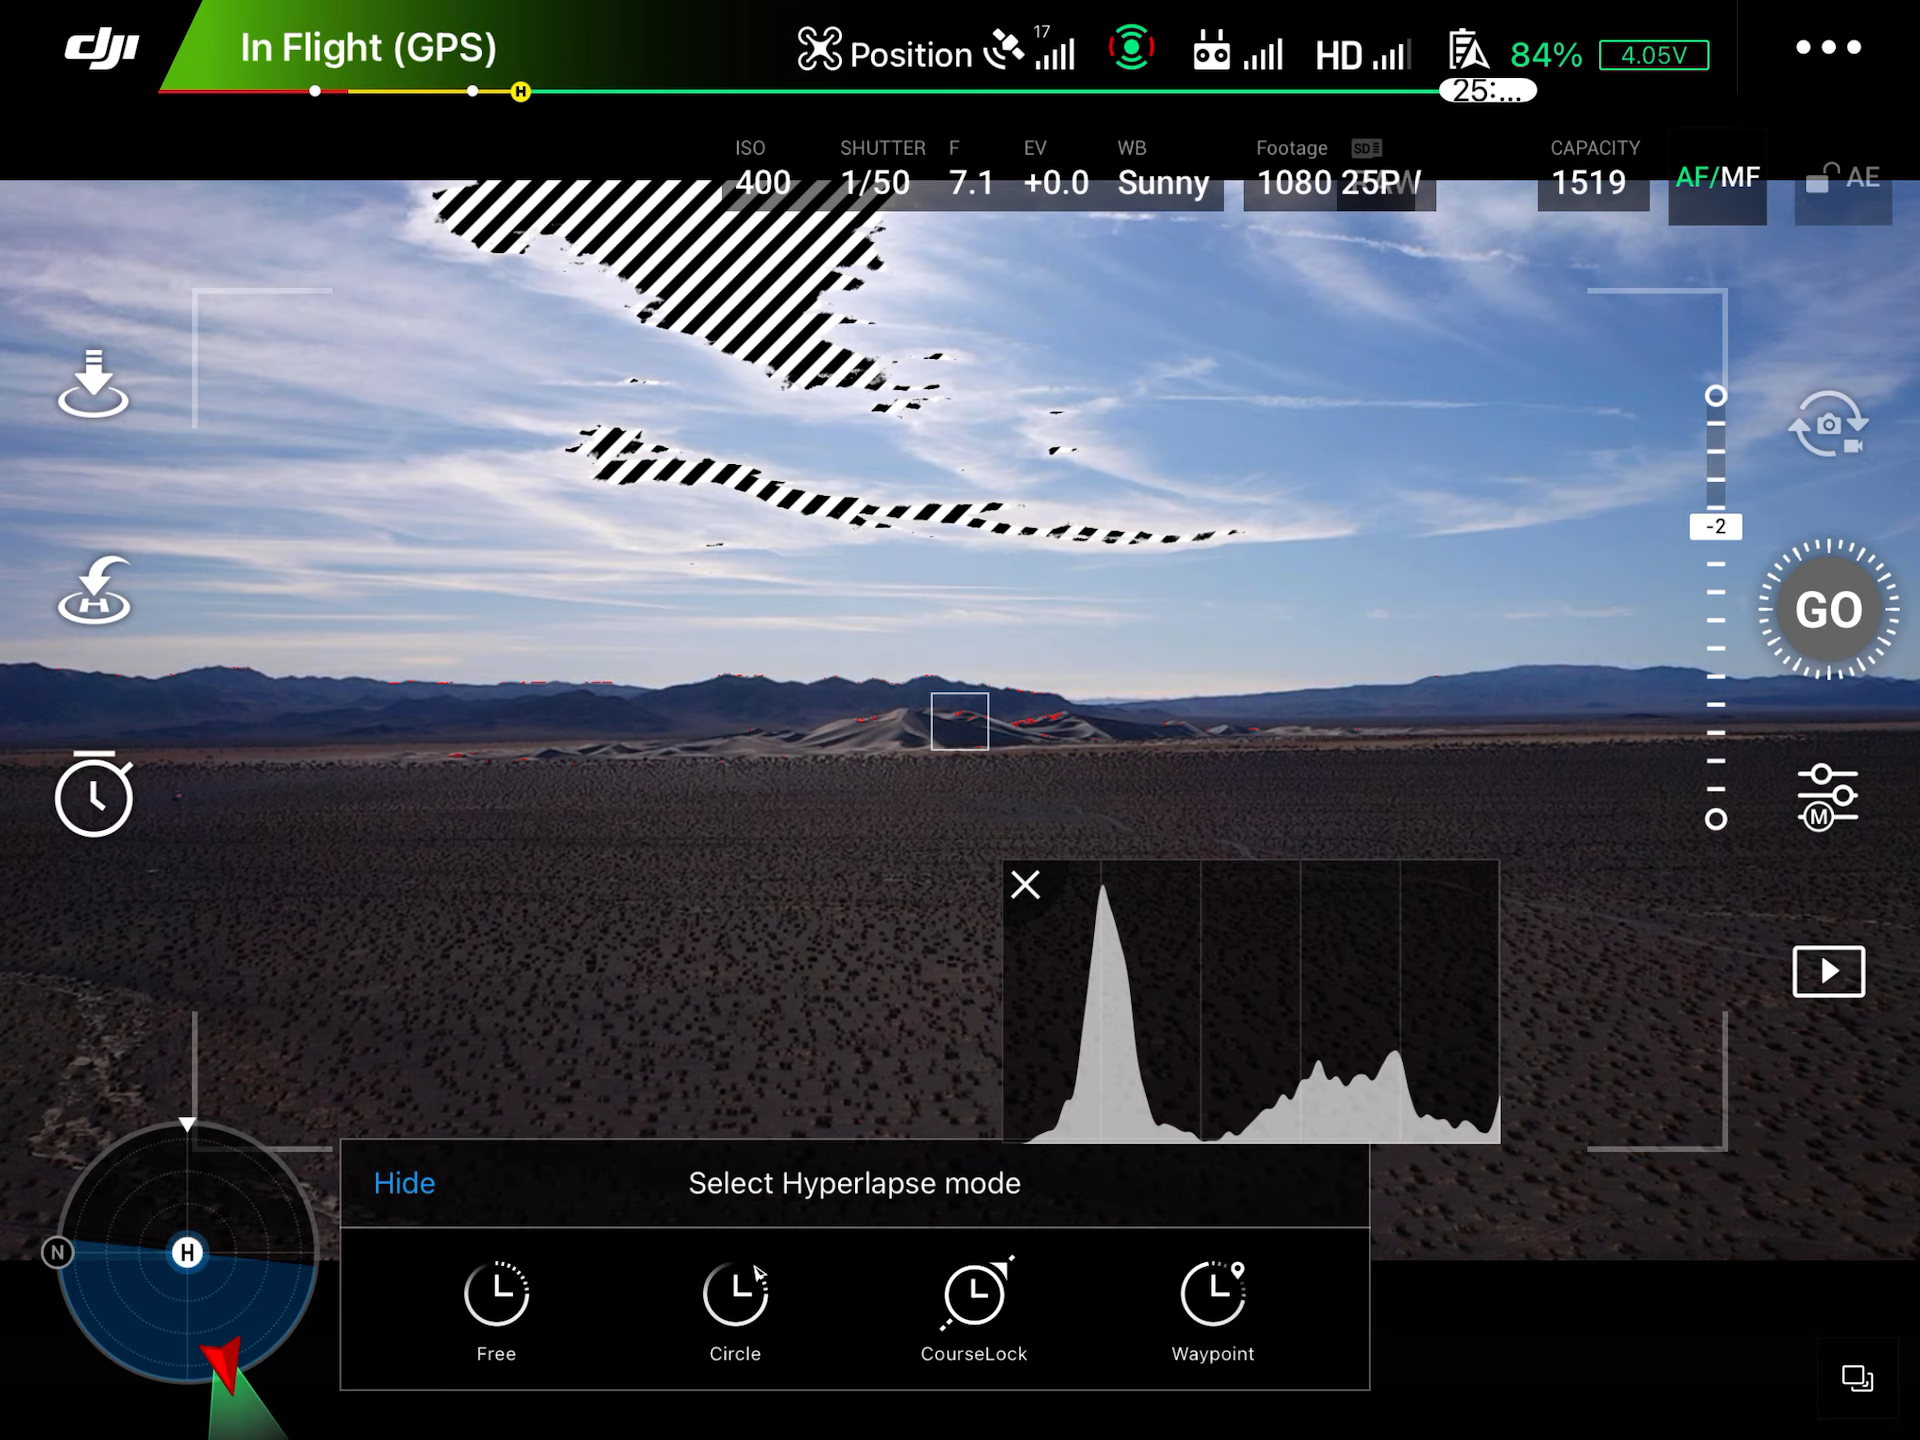 dji In Flight (GPS) Position 17 HD 84% 4.05V
H 25:...
ISO SHUTTER F EV WB Footage SD CAPACITY
400 1/50 7.1 +0.0 Sunny 1080 25P 1519 AF/MF AE
-2
GO
H
M
N H
Hide Select Hyperlapse mode
Free Circle CourseLock Waypoint